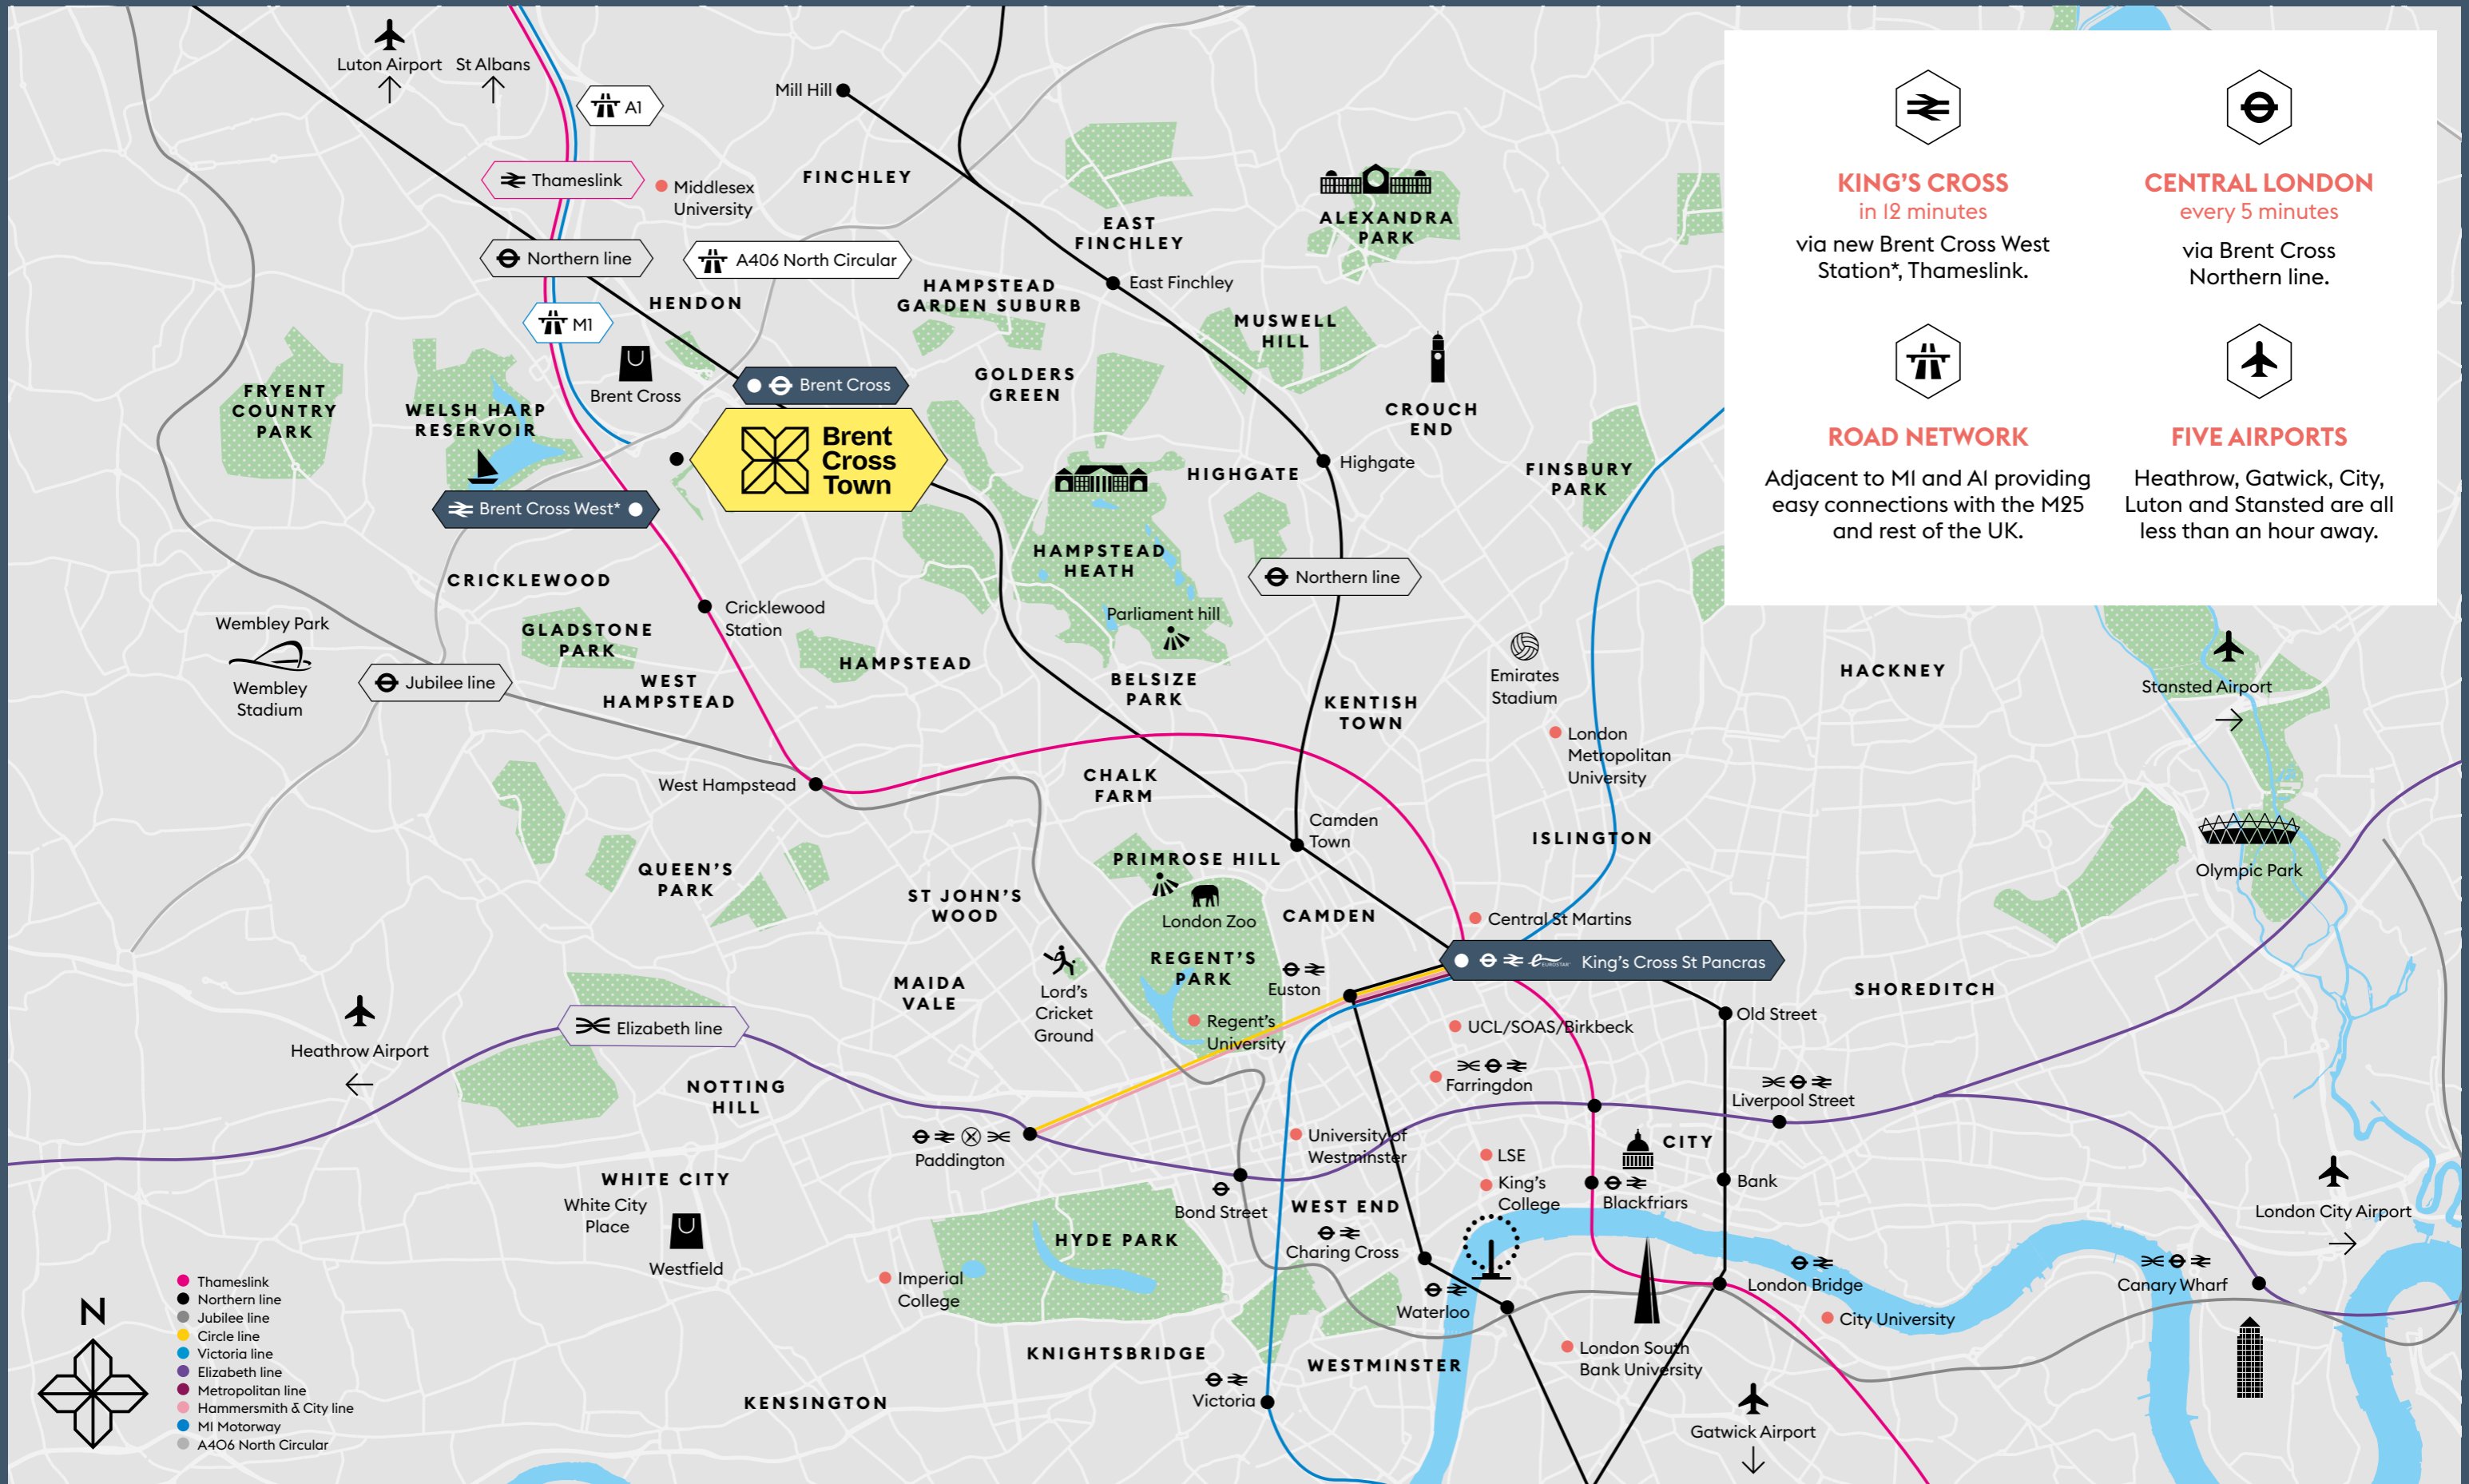 Luton Airport
St Albans
A1
Thameslink
Middlesex
University
Northern line
A406 North Circular
M1
HENDON
Mill Hill
FINCHLEY
EAST
FINCHLEY
East Finchley
ALEXANDRA
PARK
HAMPSTEAD
GARDEN SUBURB
MUSWELL
HILL
GOLDERS
GREEN
CROUCH
END
FRYENT
COUNTRY
PARK
WELSH HARP
RESERVOIR
Brent Cross
Brent Cross
Brent
Cross
Town
Brent Cross West*
HIGHGATE
Highgate
FINSBURY
PARK
KING'S CROSS
in 12 minutes
via new Brent Cross West
Station*, Thameslink.
CENTRAL LONDON
every 5 minutes
via Brent Cross
Northern line.
ROAD NETWORK
Adjacent to M1 and A1 providing
easy connections with the M25
and rest of the UK.
FIVE AIRPORTS
Heathrow, Gatwick, City,
Luton and Stansted are all
less than an hour away.
CRICKLEWOOD
Cricklewood
Station
HAMPSTEAD
HEATH
Parliament hill
Northern line
Wembley Park
Wembley
Stadium
GLADSTONE
PARK
Jubilee line
WEST
HAMPSTEAD
HAMPSTEAD
BELSIZE
PARK
KENTISH
TOWN
Emirates
Stadium
London
Metropolitan
University
HACKNEY
Stansted Airport
West Hampstead
CHALK
FARM
Camden
Town
ISLINGTON
Olympic Park
QUEEN'S
PARK
ST JOHN'S
WOOD
PRIMROSE HILL
London Zoo
CAMDEN
Central St Martins
REGENT'S
PARK
Euston
EUROSTAR
King's Cross St Pancras
MAIDA
VALE
Lord's
Cricket
Ground
Regent's
University
UCL/SOAS/Birkbeck
Old Street
SHOREDITCH
Heathrow Airport
Elizabeth line
NOTTING
HILL
Farringdon
Liverpool Street
Paddington
University of
Westminster
LSE
King's
College
CITY
Blackfriars
Bank
WHITE CITY
White City
Place
Westfield
Bond Street
WEST END
Charing Cross
HYDE PARK
London City Airport
Imperial
College
Waterloo
London Bridge
Canary Wharf
City University
KNIGHTSBRIDGE
WESTMINSTER
London South
Bank University
KENSINGTON
Victoria
Gatwick Airport
N
Thameslink
Northern line
Jubilee line
Circle line
Victoria line
Elizabeth line
Metropolitan line
Hammersmith & City line
M1 Motorway
A406 North Circular